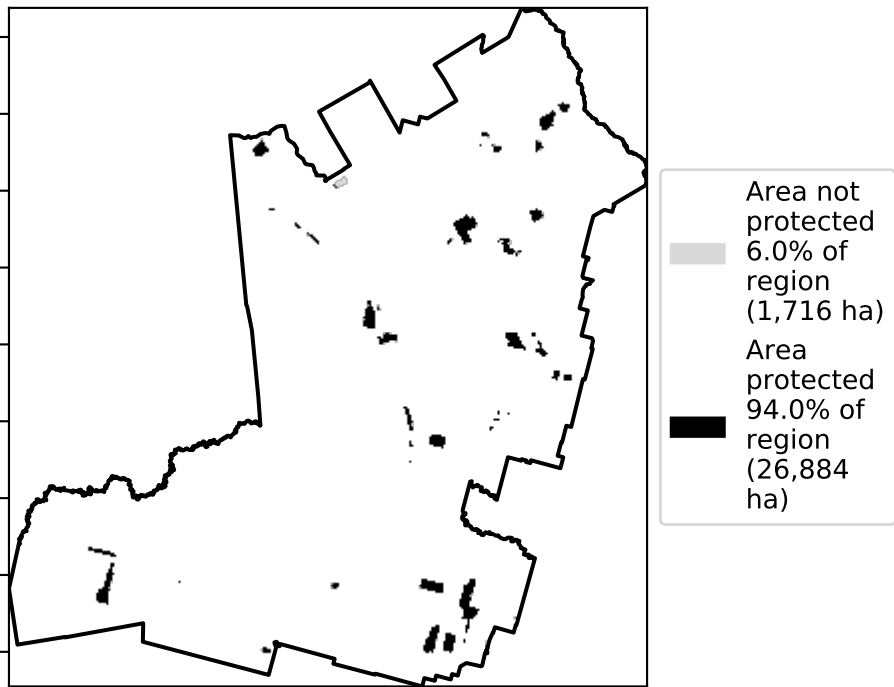 Area not
protected
6.0% of
region
(1,716 ha)
Area
protected
94.0% of
region
(26,884
ha)